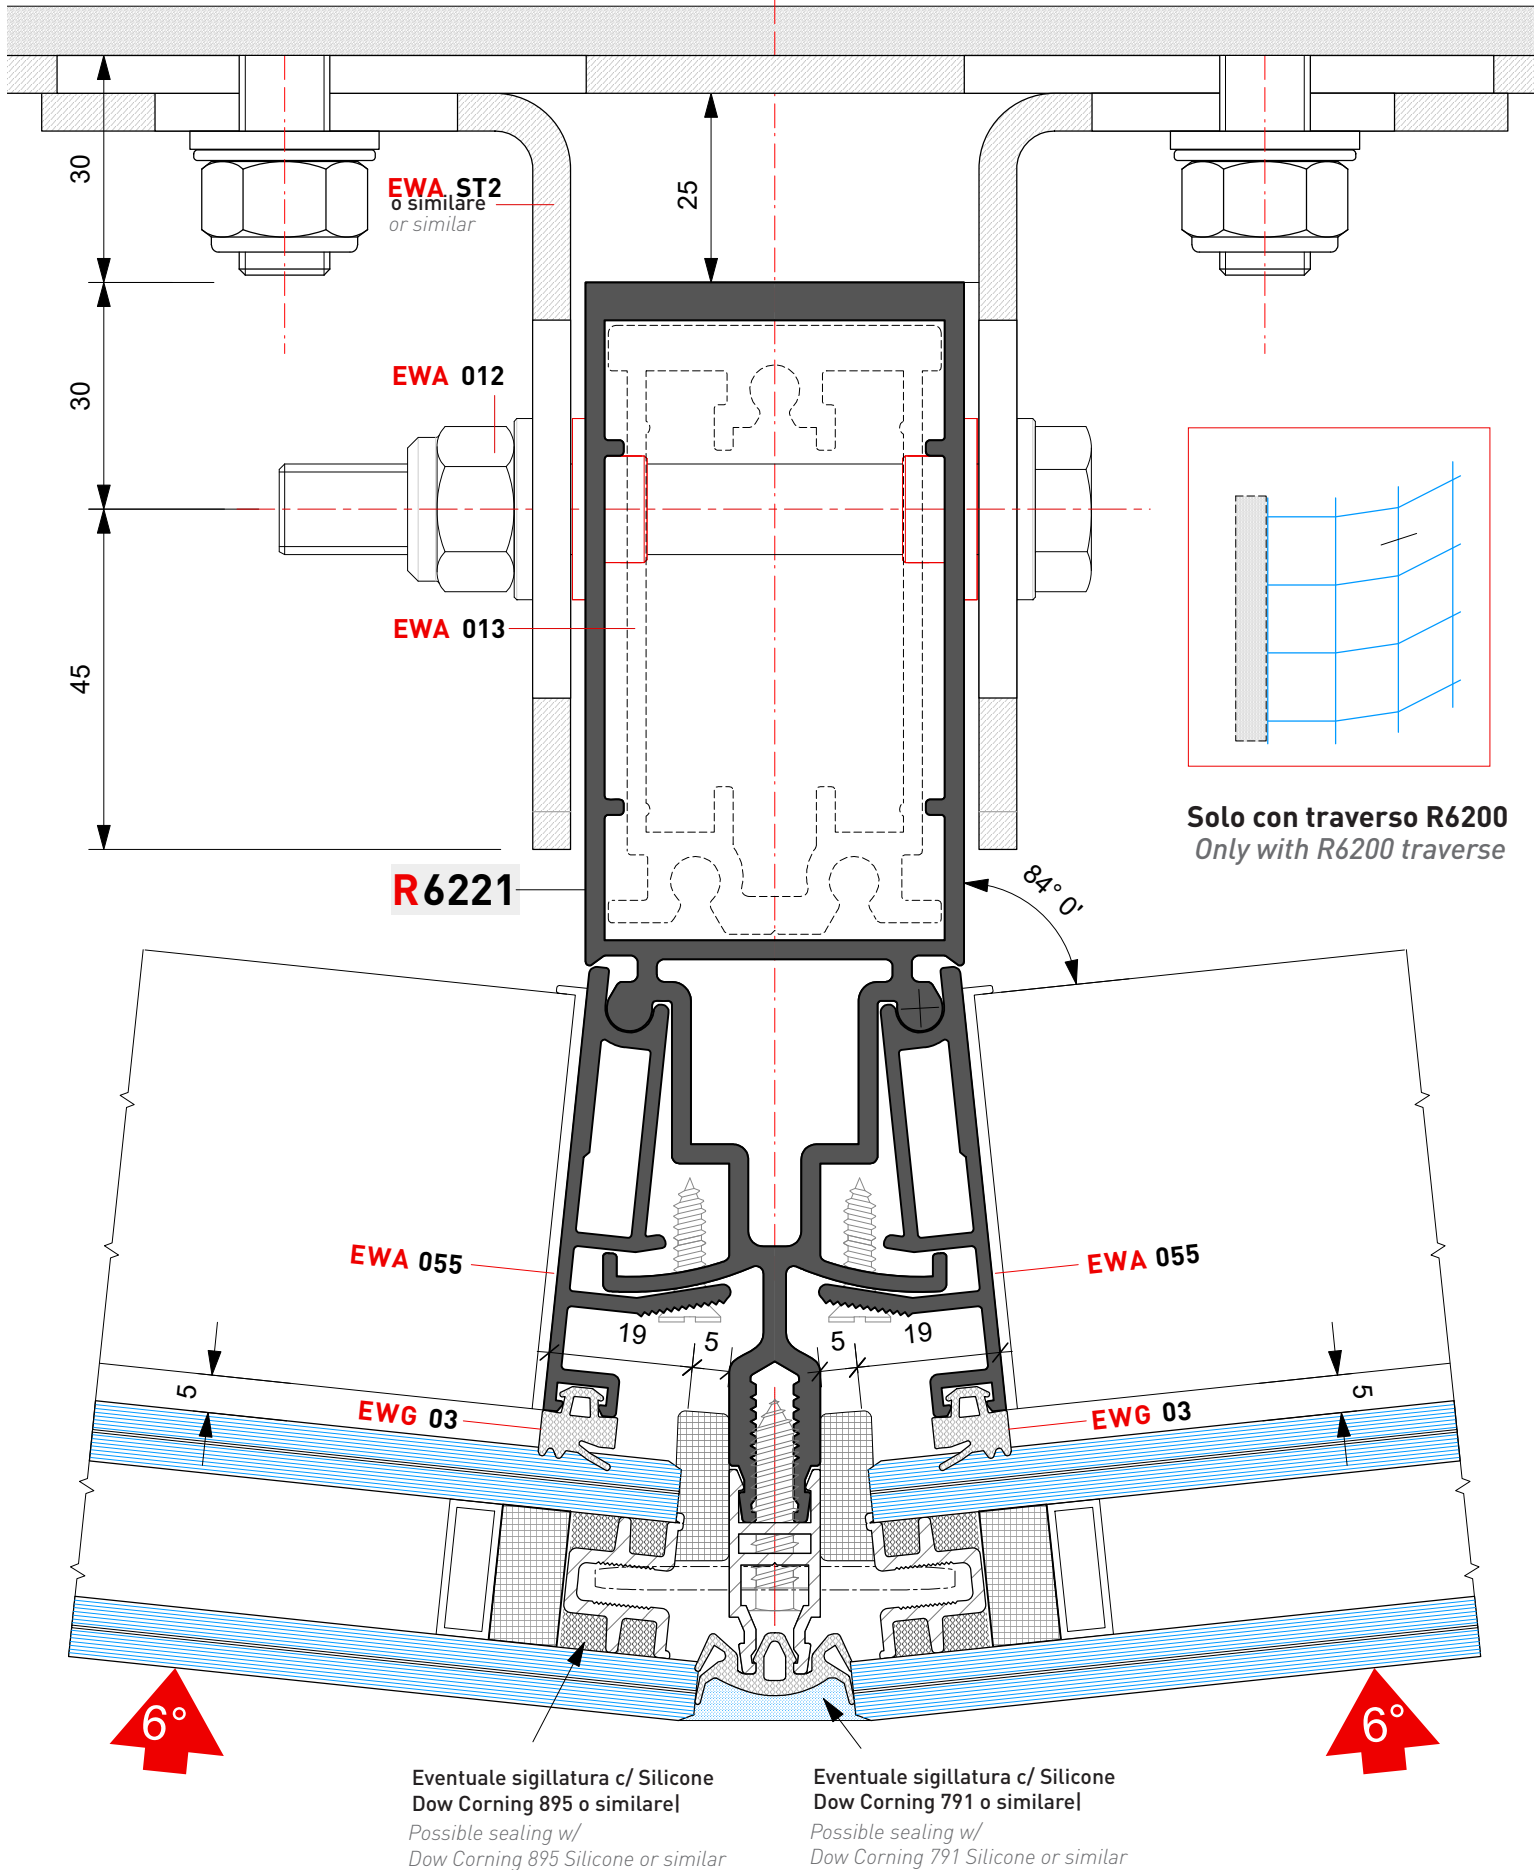 30
25
EWA ST2
o similare
or similar
30
EWA 012
EWA 013
45
Solo con traverso R6200
Only with R6200 traverse
R6221
84° 0'
EWA 055
EWA 055
19
5
5
19
5
5
EWG 03
EWG 03
6°
6°
Eventuale sigillatura c/ Silicone
Dow Corning 895 o similare|
Possible sealing w/
Dow Corning 895 Silicone or similar
Eventuale sigillatura c/ Silicone
Dow Corning 791 o similare|
Possible sealing w/
Dow Corning 791 Silicone or similar